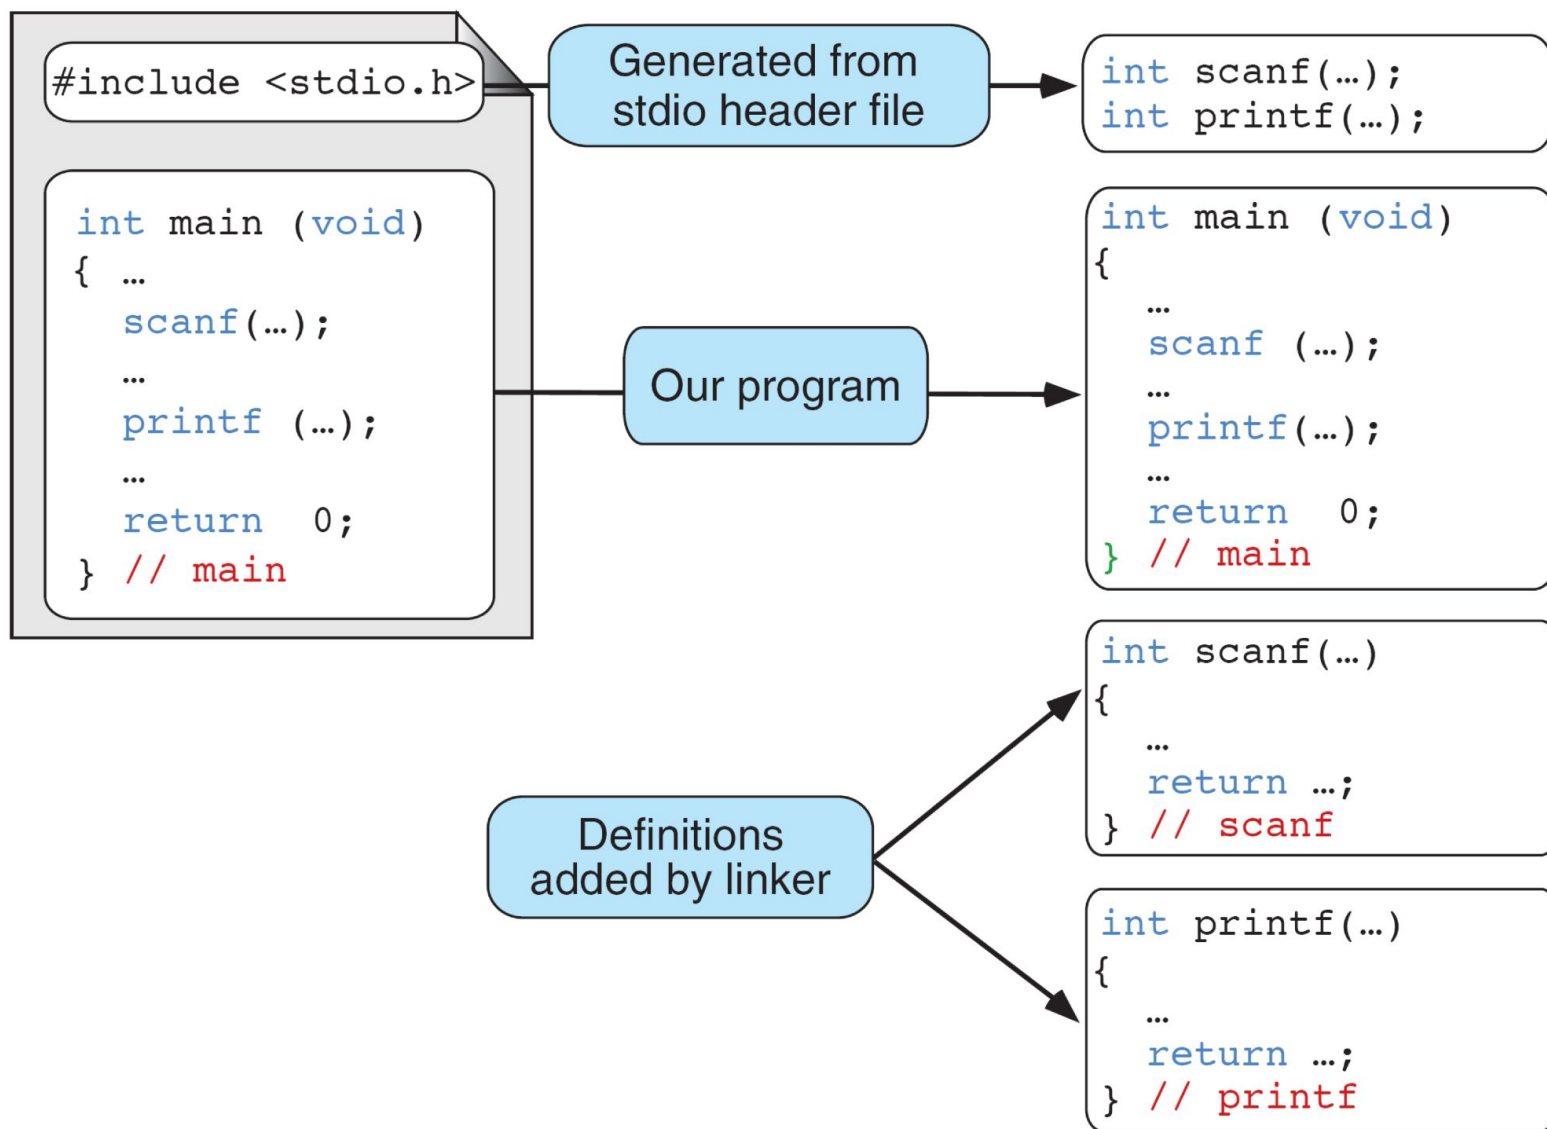 #include <stdio.h>
int main (void)
{ …
scanf(…);
…
printf (…);
…
return 0;
} // main
Generated from
stdio header file
Our program
Definitions
added by linker
int scanf(…);
int printf(…);
int main (void)
{
…
scanf (…);
…
printf(…);
…
return 0;
} // main
int scanf(…)
{
…
return …;
} // scanf
int printf(…)
{
…
return …;
} // printf